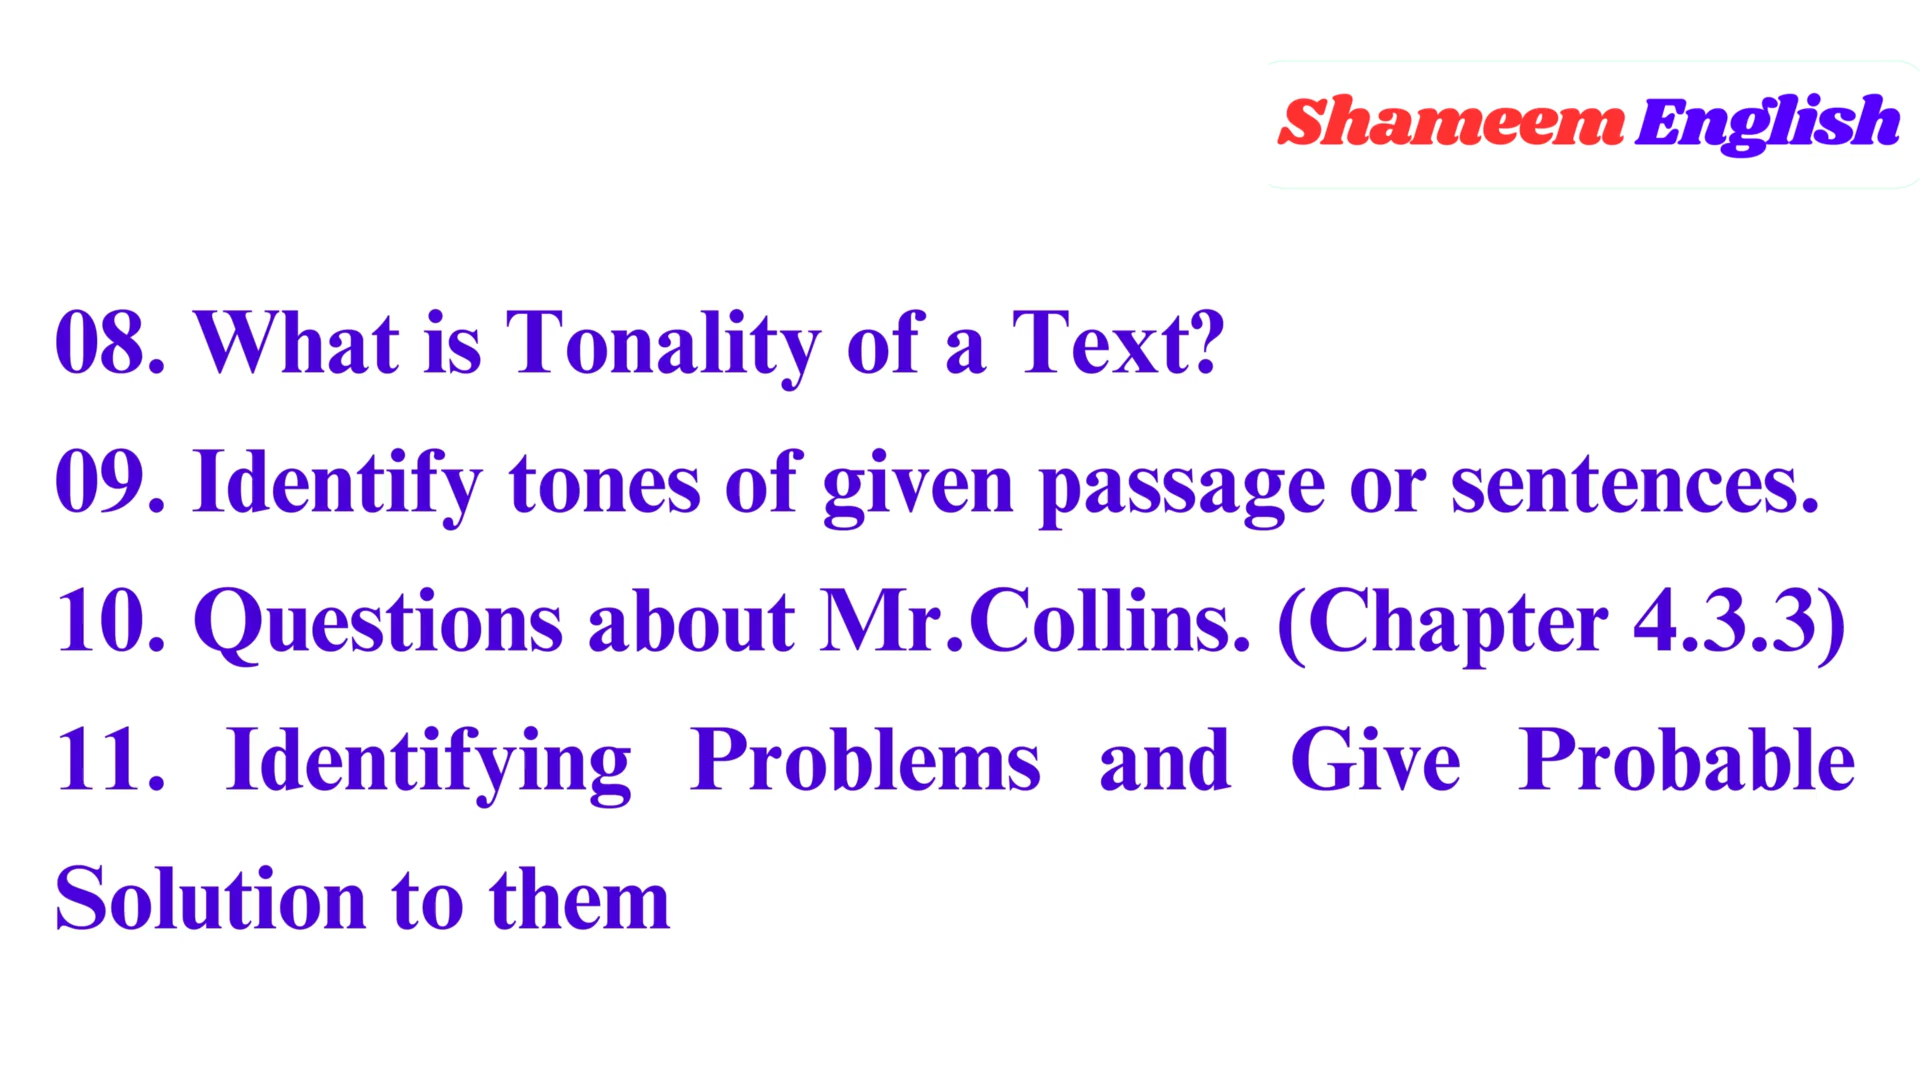 Shameem English
08. What is Tonality of a Text?
09. Identify tones of given passage or sentences.
10. Questions about Mr.Collins. (Chapter 4.3.3)
11. Identifying Problems and Give Probable
Solution to them